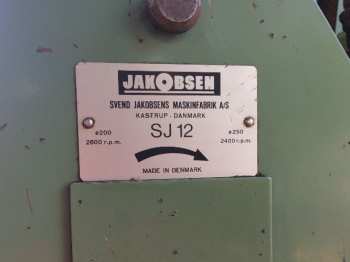 JAKOBSEN
SVEND JAKOBSENS MASKINFABRIK A/S
KASTRUP - DANMARK
SJ 12
ø200
2800 r.p.m.
ø250
2400 r.p.m.
MADE IN DENMARK